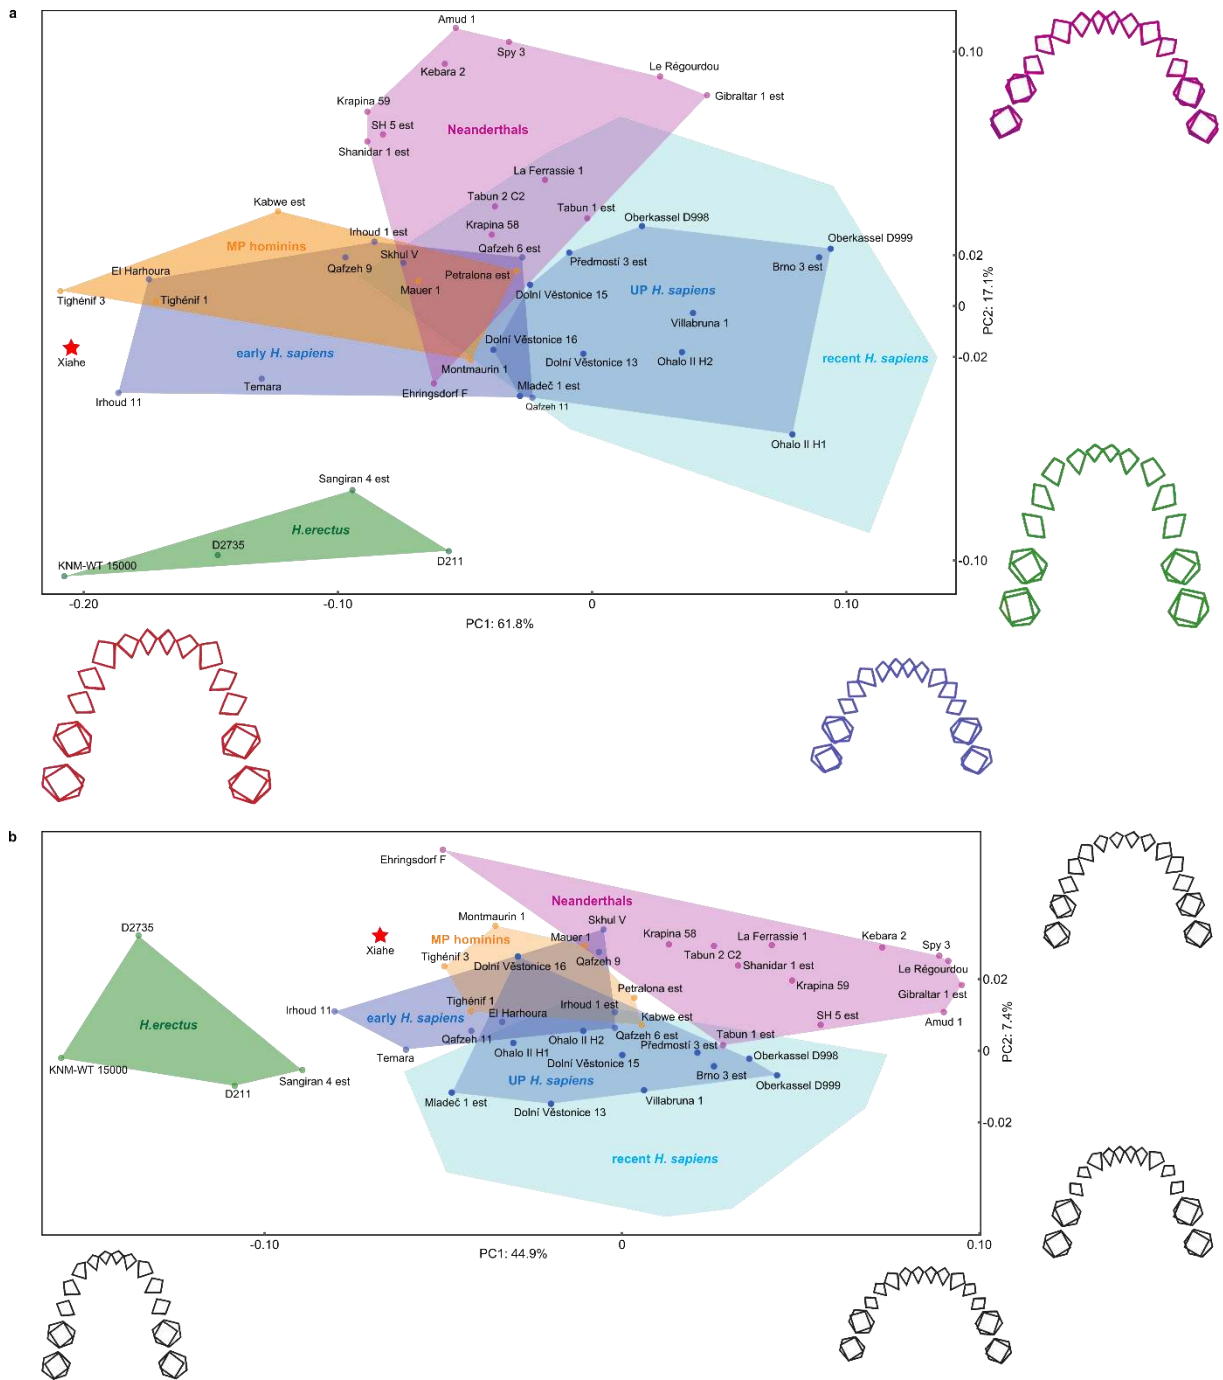 a
Amud 1
Spy 3
Kebara 2
Le Régourdou
Gibraltar 1 est
Krapina 59
SH 5 est
Shanidar 1 est
Neanderthals
0.10
La Ferrassie 1
Tabun 2 C2
Tabun 1 est
Kabwe est
Krapina 58
Oberkassel D998
Irhoud 1 est
MP hominins
Skhul V
Qafzeh 6 est
Oberkassel D999
El Harhoura
Qafzeh 9
Petralona est
Předmostí 3 est
Brno 3 est
0.02
Tighénif 3
Tighénif 1
Mauer 1
Dolní Věstonice 15
UP H. sapiens
0
PC2: 17.1%
Villabruna 1
Xiahe
early H. sapiens
Dolní Věstonice 16
Dolní Věstonice 13
Ohalo II H2
recent H. sapiens
-0.02
Montmaurin 1
Temara
Irhoud 11
Ehringsdorf F
Mladeč 1 est
Qafzeh 11
Ohalo II H1
Sangiran 4 est
H.erectus
D2735
D211
KNM-WT 15000
-0.10
-0.20
-0.10
0
0.10
PC1: 61.8%
b
Ehringsdorf F
Neanderthals
D2735
Xiahe
Montmaurin 1
Skhul V
MP hominins
Mauer 1
Krapina 58
La Ferrassie 1
Kebara 2
Spy 3
Tighénif 3
Dolní Věstonice 16
Qafzeh 9
Tabun 2 C2
Shanidar 1 est
Le Régourdou
Krapina 59
Gibraltar 1 est
0.02
Petralona est
Tighénif 1
Irhoud 1 est
Irhoud 11
early H. sapiens
El Harhoura
Kabwe est
SH 5 est
Amud 1
H.erectus
Qafzeh 11
Ohalo II H2
Qafzeh 6 est
Tabun 1 est
Předmostí 3 est
Temara
Ohalo II H1
Dolní Věstonice 15
Oberkassel D998
0
PC2: 7.4%
KNM-WT 15000
Sangiran 4 est
D211
UP H. sapiens
Brno 3 est
Oberkassel D999
Mladeč 1 est
Dolní Věstonice 13
Villabruna 1
-0.02
recent H. sapiens
-0.10
0
0.10
PC1: 44.9%